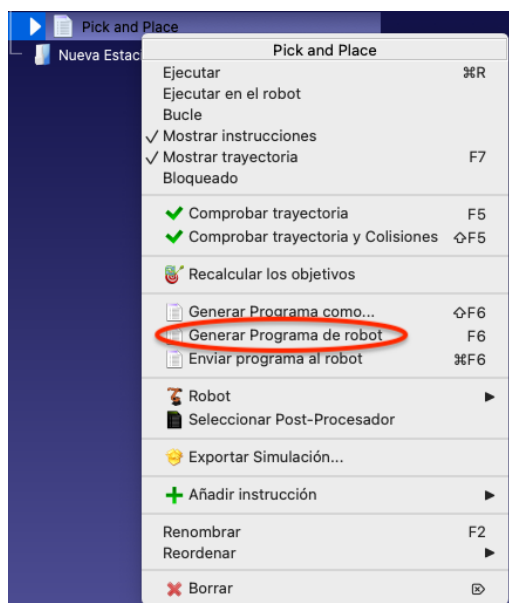 Pick and Place
Nueva Estac
Pick and Place
Ejecutar ⌘R
Ejecutar en el robot
Bucle
✓ Mostrar instrucciones
✓ Mostrar trayectoria F7
Bloqueado
Comprobar trayectoria F5
Comprobar trayectoria y Colisiones ⇧F5
Recalcular los objetivos
Generar Programa como... ⇧F6
Generar Programa de robot F6
Enviar programa al robot ⌘F6
Robot
Seleccionar Post-Procesador
Exportar Simulación...
Añadir instrucción
Renombrar F2
Reordenar
Borrar ⌦